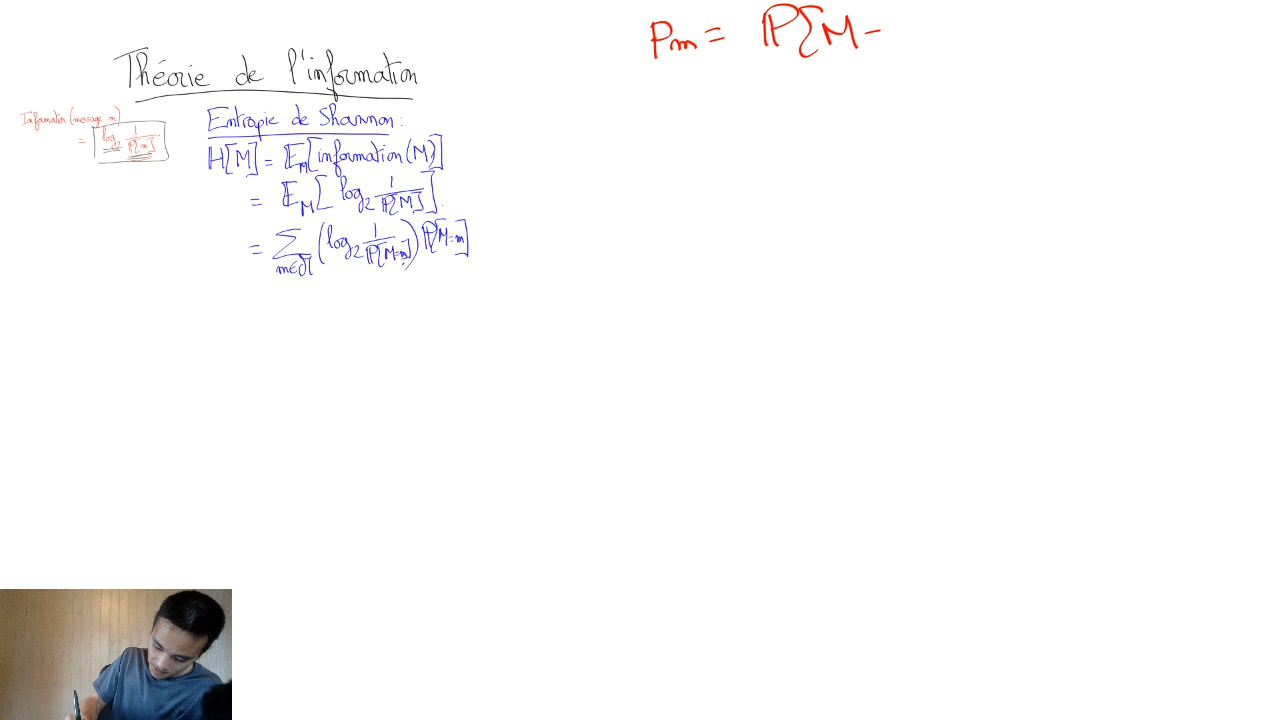 Théorie de l'information
Information (message m)
= log₂ 1/ℙ[m]
Entropie de Shannon :
H[M] = 𝔼_M[information(M)]
= 𝔼_M[log₂ 1/ℙ[M]].
= ∑_{m∈ℳ} (log₂ 1/ℙ[M=m]) ℙ[M=m]
p_m = ℙ[M =